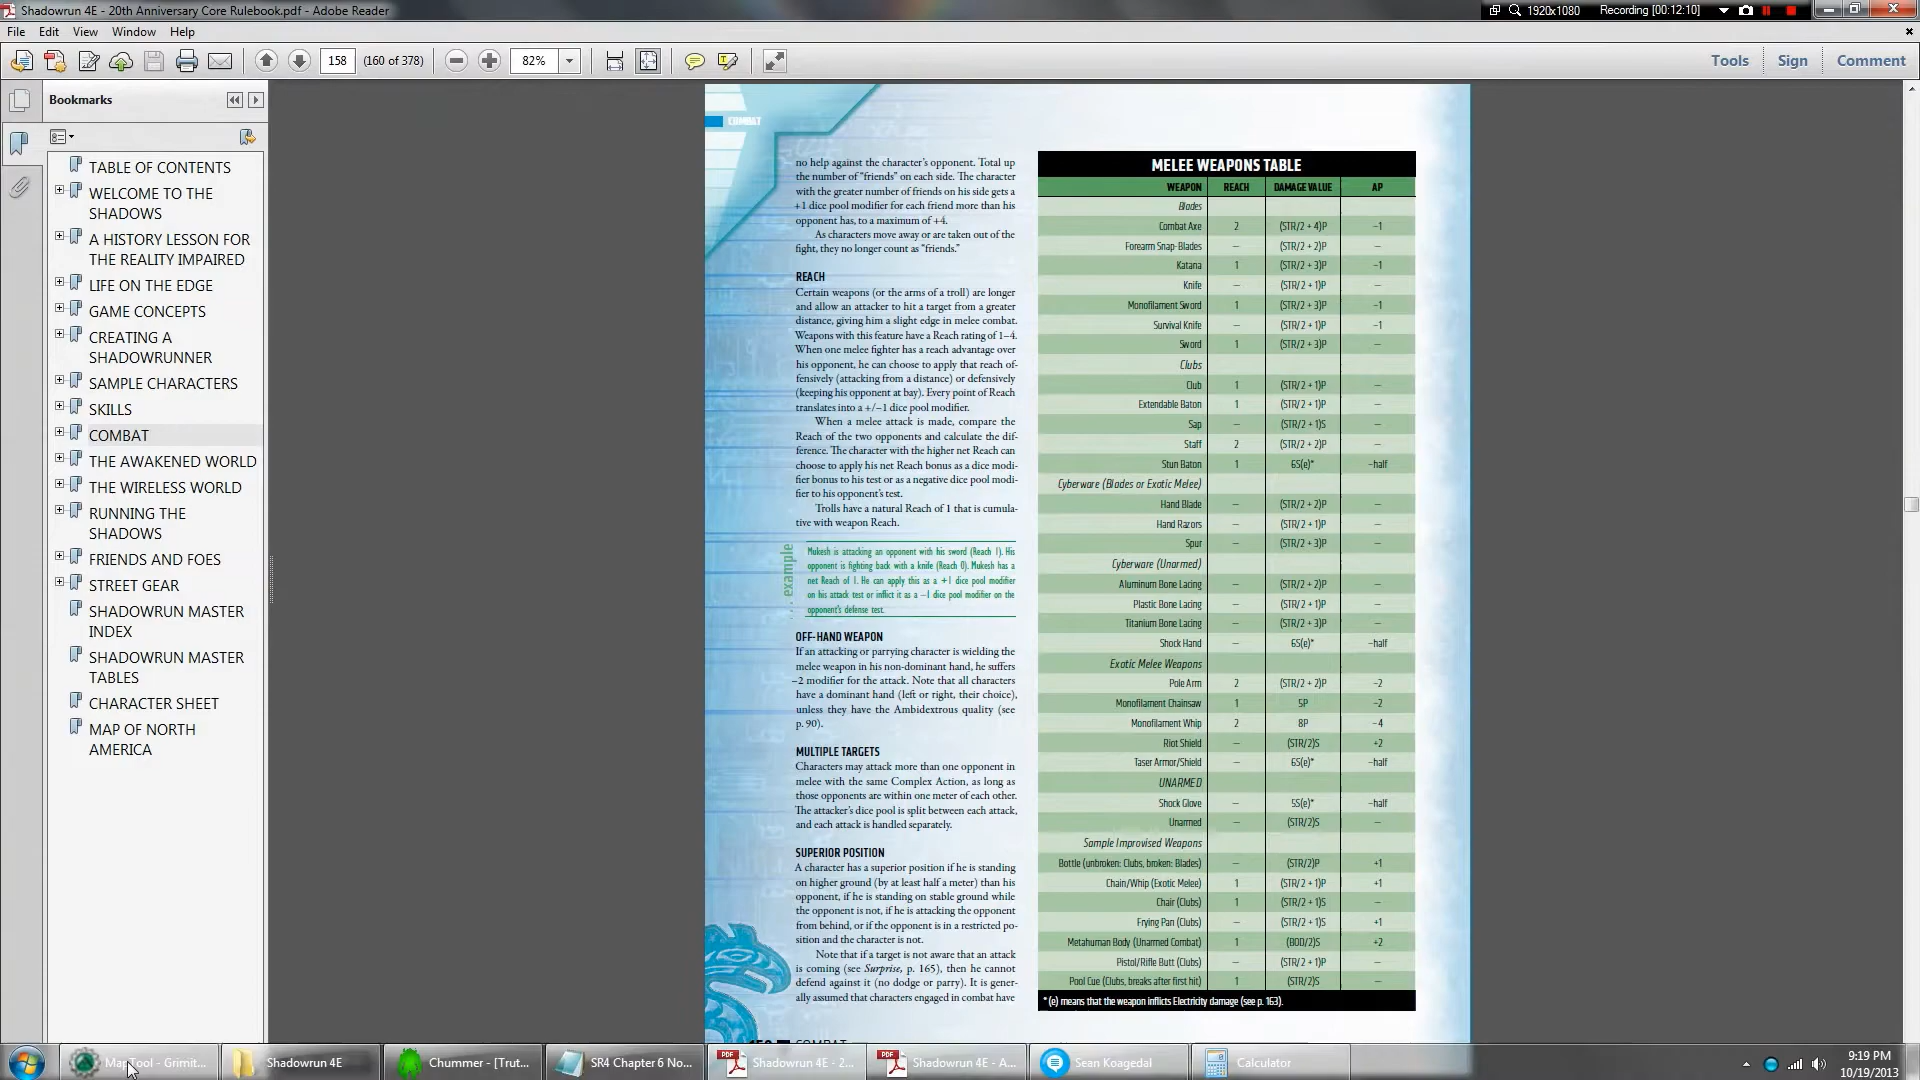 Shadowrun 4E - 20th Anniversary Core Rulebook.pdf - Adobe Reader
1920x1080
Recording [00:12:10]
File Edit View Window Help
158 (160 of 378) 82%
Tools Sign Comment
Bookmarks
TABLE OF CONTENTS
WELCOME TO THE
SHADOWS
A HISTORY LESSON FOR
THE REALITY IMPAIRED
LIFE ON THE EDGE
GAME CONCEPTS
CREATING A
SHADOWRUNNER
SAMPLE CHARACTERS
SKILLS
COMBAT
THE AWAKENED WORLD
THE WIRELESS WORLD
RUNNING THE
SHADOWS
FRIENDS AND FOES
STREET GEAR
SHADOWRUN MASTER
INDEX
SHADOWRUN MASTER
TABLES
CHARACTER SHEET
MAP OF NORTH
AMERICA
COMBAT
no help against the character's opponent. Total up
the number of "friends" on each side. The character
with the greater number of friends on his side gets a
+1 dice pool modifier for each friend more than his
opponent has, to a maximum of +4.
As characters move away or are taken out of the
fight, they no longer count as "friends."
REACH
Certain weapons (or the arms of a troll) are longer
and allow an attacker to hit a target from a greater
distance, giving him a slight edge in melee combat.
Weapons with this feature have a Reach rating of 1–4.
When one melee fighter has a reach advantage over
his opponent, he can choose to apply that reach of-
fensively (attacking from a distance) or defensively
(keeping his opponent at bay). Every point of Reach
translates into a +/–1 dice pool modifier.
When a melee attack is made, compare the
Reach of the two opponents and calculate the dif-
ference. The character with the higher net Reach can
choose to apply his net Reach bonus as a dice modi-
fier bonus to his test or as a negative dice pool modi-
fier to his opponent's test.
Trolls have a natural Reach of 1 that is cumula-
tive with weapon Reach.
...example
Mukesh is attacking an opponent with his sword (Reach 1). His
opponent is fighting back with a knife (Reach 0). Mukesh has a
net Reach of 1. He can apply this as a +1 dice pool modifier
on his attack test or inflict it as a –1 dice pool modifier on the
opponent's defense test.
OFF-HAND WEAPON
If an attacking or parrying character is wielding the
melee weapon in his non-dominant hand, he suffers
–2 modifier for the attack. Note that all characters
have a dominant hand (left or right, their choice),
unless they have the Ambidextrous quality (see
p. 90).
MULTIPLE TARGETS
Characters may attack more than one opponent in
melee with the same Complex Action, as long as
those opponents are within one meter of each other.
The attacker's dice pool is split between each attack,
and each attack is handled separately.
SUPERIOR POSITION
A character has a superior position if he is standing
on higher ground (by at least half a meter) than his
opponent, if he is standing on stable ground while
the opponent is not, if he is attacking the opponent
from behind, or if the opponent is in a restricted po-
sition and the character is not.
Note that if a target is not aware that an attack
is coming (see Surprise, p. 165), then he cannot
defend against it (no dodge or parry). It is gener-
ally assumed that characters engaged in combat have
MELEE WEAPONS TABLE
WEAPON REACH DAMAGE VALUE AP
Blades
Combat Axe 2 (STR/2 + 4)P –1
Forearm Snap-Blades — (STR/2 + 2)P —
Katana 1 (STR/2 + 3)P –1
Knife — (STR/2 + 1)P —
Monofilament Sword 1 (STR/2 + 3)P –1
Survival Knife — (STR/2 + 1)P –1
Sword 1 (STR/2 + 3)P —
Clubs
Club 1 (STR/2 + 1)P —
Extendable Baton 1 (STR/2 + 1)P —
Sap — (STR/2 + 1)S —
Staff 2 (STR/2 + 2)P —
Stun Baton 1 6S(e)* –half
Cyberware (Blades or Exotic Melee)
Hand Blade — (STR/2 + 2)P —
Hand Razors — (STR/2 + 1)P —
Spur — (STR/2 + 3)P —
Cyberware (Unarmed)
Aluminum Bone Lacing — (STR/2 + 2)P —
Plastic Bone Lacing — (STR/2 + 1)P —
Titanium Bone Lacing — (STR/2 + 3)P —
Shock Hand — 6S(e)* –half
Exotic Melee Weapons
Pole Arm 2 (STR/2 + 2)P –2
Monofilament Chainsaw 1 5P –2
Monofilament Whip 2 8P –4
Riot Shield — (STR/2)S +2
Taser Armor/Shield — 6S(e)* –half
UNARMED
Shock Glove — 5S(e)* –half
Unarmed — (STR/2)S —
Sample Improvised Weapons
Bottle (unbroken: Clubs, broken: Blades) — (STR/2)P +1
Chain/Whip (Exotic Melee) 1 (STR/2 + 1)P +1
Chair (Clubs) 1 (STR/2 + 1)S —
Frying Pan (Clubs) — (STR/2 + 1)S +1
Metahuman Body (Unarmed Combat) 1 (BOD/2)S +2
Pistol/Rifle Butt (Clubs) — (STR/2 + 1)P —
Pool Cue (Clubs, breaks after first hit) 1 (STR/2)S —
* (e) means that the weapon inflicts Electricity damage (see p. 163).
COMBAT
MapTool - Grimit...
Shadowrun 4E
Chummer - [Trut...
SR4 Chapter 6 No...
Shadowrun 4E - 2...
Shadowrun 4E - A...
Sean Koagedal
Calculator
9:19 PM
10/19/2013